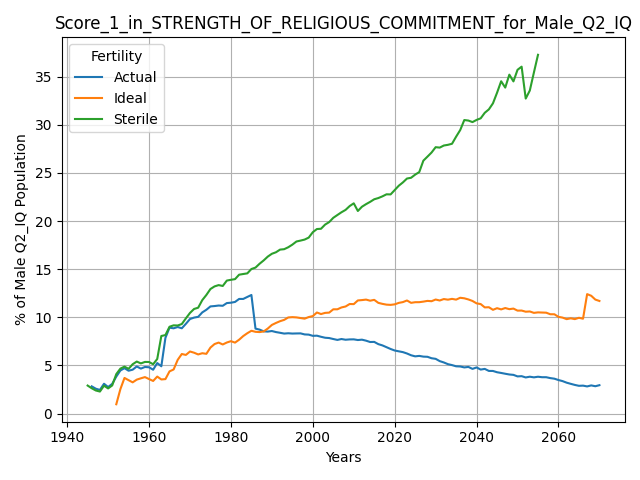 Score_1_in_STRENGTH_OF_RELIGIOUS_COMMITMENT_for_Male_Q2_IQ
Fertility
Actual
Ideal
Sterile
% of Male Q2_IQ Population
35
30
25
20
15
10
5
0
1940
1960
1980
2000
2020
2040
2060
Years